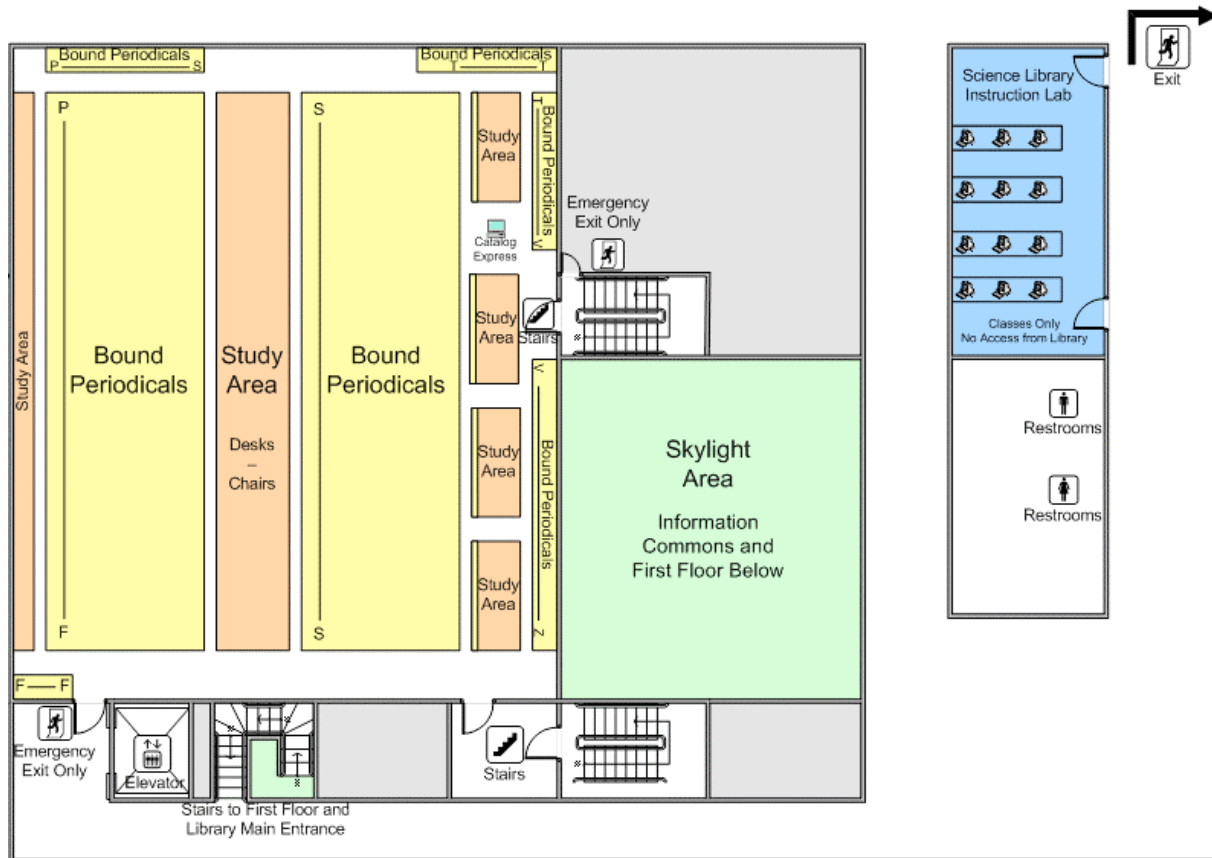 Bound Periodicals
P S
Bound Periodicals
T T
Exit
Science Library
Instruction Lab
P
S
T
Bound Periodicals
V
Study
Area
Catalog
Express
Emergency
Exit Only
Stairs
Study
Area
Classes Only
No Access from Library
Study Area
Bound
Periodicals
Study
Area
Desks
–
Chairs
Bound
Periodicals
V
Bound Periodicals
Z
Study
Area
Study
Area
Skylight
Area
Information
Commons and
First Floor Below
Restrooms
Restrooms
F
S
F F
Emergency
Exit Only
Elevator
Stairs
Stairs to First Floor and
Library Main Entrance